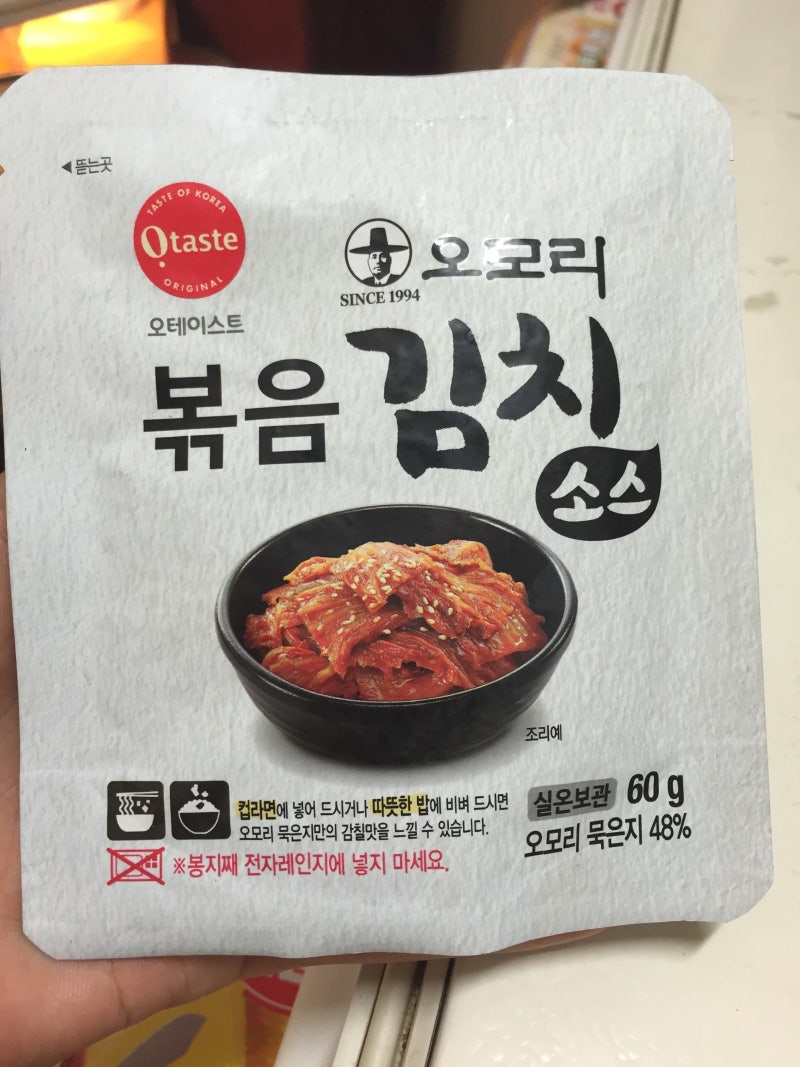 ◀뜯는곳
TASTE OF KOREA
Otaste
ORIGINAL
오테이스트
SINCE 1994
오모리
볶음 김치
소스
조리예
컵라면에 넣어 드시거나 따뜻한 밥에 비벼 드시면
오모리 묵은지만의 감칠맛을 느낄 수 있습니다.
※봉지째 전자레인지에 넣지 마세요.
실온보관 60 g
오모리 묵은지 48%